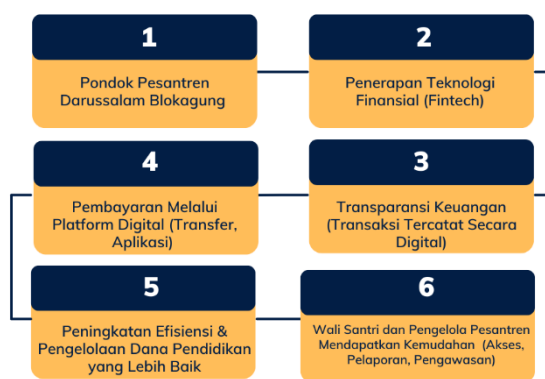 1
Pondok Pesantren
Darussalam Blokagung
2
Penerapan Teknologi
Finansial (Fintech)
3
Transparansi Keuangan
(Transaksi Tercatat Secara
Digital)
4
Pembayaran Melalui
Platform Digital (Transfer,
Aplikasi)
5
Peningkatan Efisiensi &
Pengelolaan Dana Pendidikan
yang Lebih Baik
6
Wali Santri dan Pengelola Pesantren
Mendapatkan Kemudahan (Akses,
Pelaporan, Pengawasan)